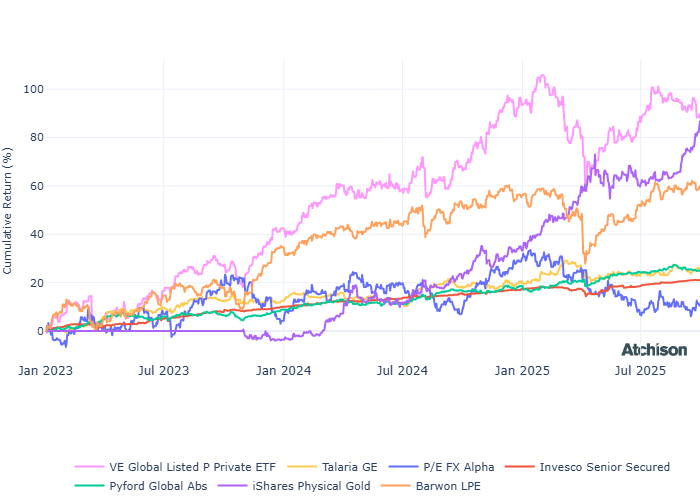 Cumulative Return (%)
100
80
60
40
20
0
Jan 2023 Jul 2023 Jan 2024 Jul 2024 Jan 2025 Jul 2025
Atchison
VE Global Listed P Private ETF Talaria GE P/E FX Alpha Invesco Senior Secured
Pyford Global Abs iShares Physical Gold Barwon LPE